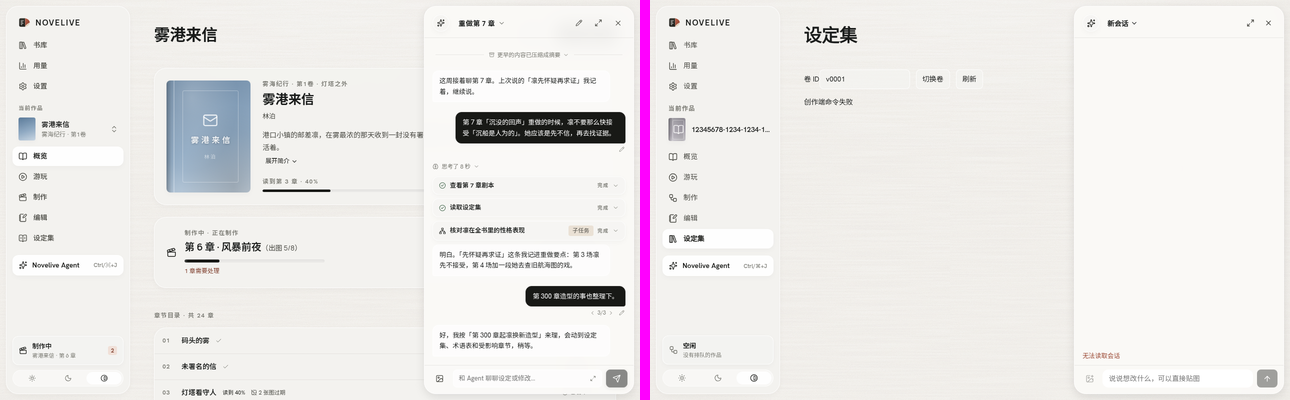 NOVELIVE
书库
用量
设置
当前作品
雾港来信
雾海纪行 · 第1卷
概览
游玩
制作
编辑
设定集
Novelive Agent
Ctrl/⌘+J
制作中
雾港来信 · 第 6 章
2
雾港来信
雾海纪行 · 第1卷 · 灯塔之外
雾港来信
林泊
港口小镇的邮差凛，在雾最浓的那天收到一封没有署
活着。
展开简介
读到第 3 章 · 40%
雾港来信
林泊
制作中 · 正在制作
第 6 章 · 风暴前夜（出图 5/8）
1 章需要处理
章节目录 · 共 24 章
01 码头的雾
02 未署名的信
03 灯塔看守人 读到 40% 2 张图过期
重做第 7 章
更早的内容已压缩成摘要
这周接着聊第 7 章。上次说的「凛先怀疑再求证」我记
着，继续说。
第 7 章「沉没的回声」重做的时候，凛不要那么快接
受「沉船是人为的」。她应该是先不信，再去找证据。
思考了 8 秒
查看第 7 章剧本 完成
读取设定集 完成
核对凛在全书里的性格表现 子任务 完成
明白。「先怀疑再求证」这条我记进重做要点：第 3 场凛
先不接受，第 4 场加一段她去查旧航海图的戏。
第 300 章造型的事也整理下。
3/3
好，我按「第 300 章起凛换新造型」来理，会动到设定
集、术语表和受影响章节，稍等。
和 Agent 聊聊设定或修改…
NOVELIVE
书库
用量
设置
当前作品
12345678-1234-1234-1...
概览
游玩
制作
编辑
设定集
Novelive Agent
Ctrl/⌘+J
空闲
没有排队的作品
设定集
卷 ID v0001 切换卷 刷新
创作端命令失败
新会话
无法读取会话
说说想改什么，可以直接贴图